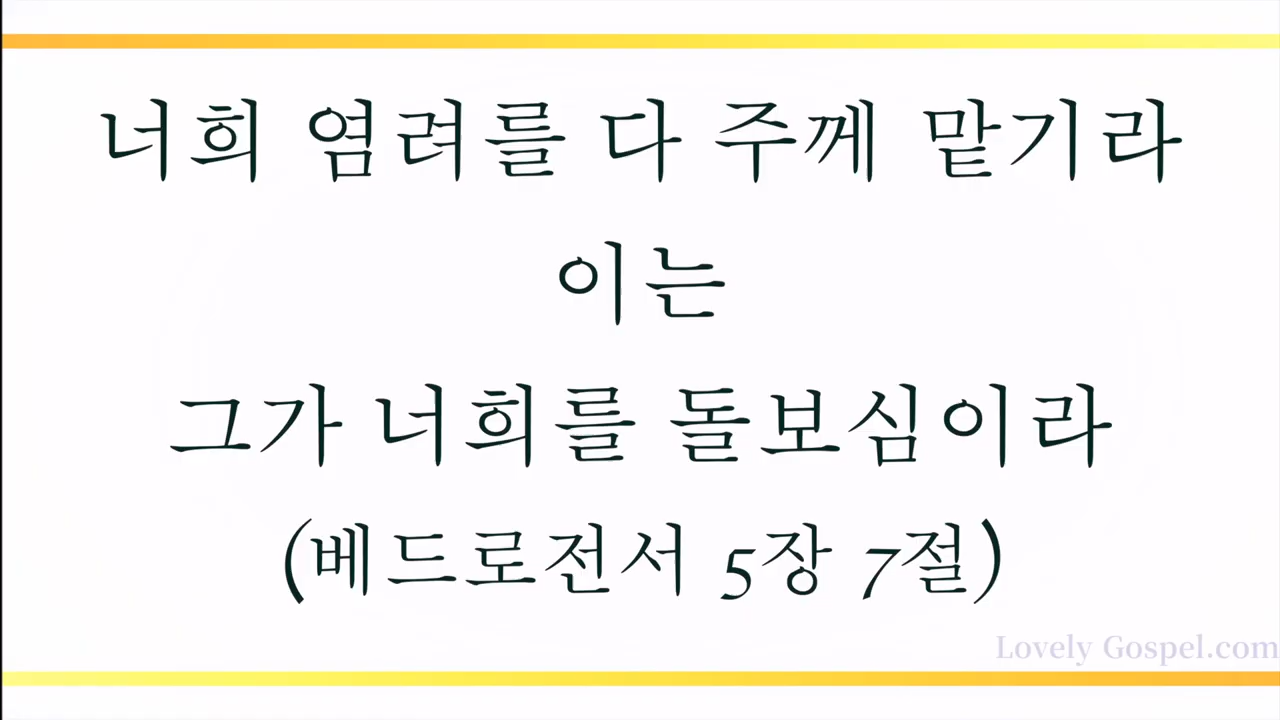 너희 염려를 다 주께 맡기라
이는
그가 너희를 돌보심이라
(베드로전서 5장 7절)
Lovely Gospel.com